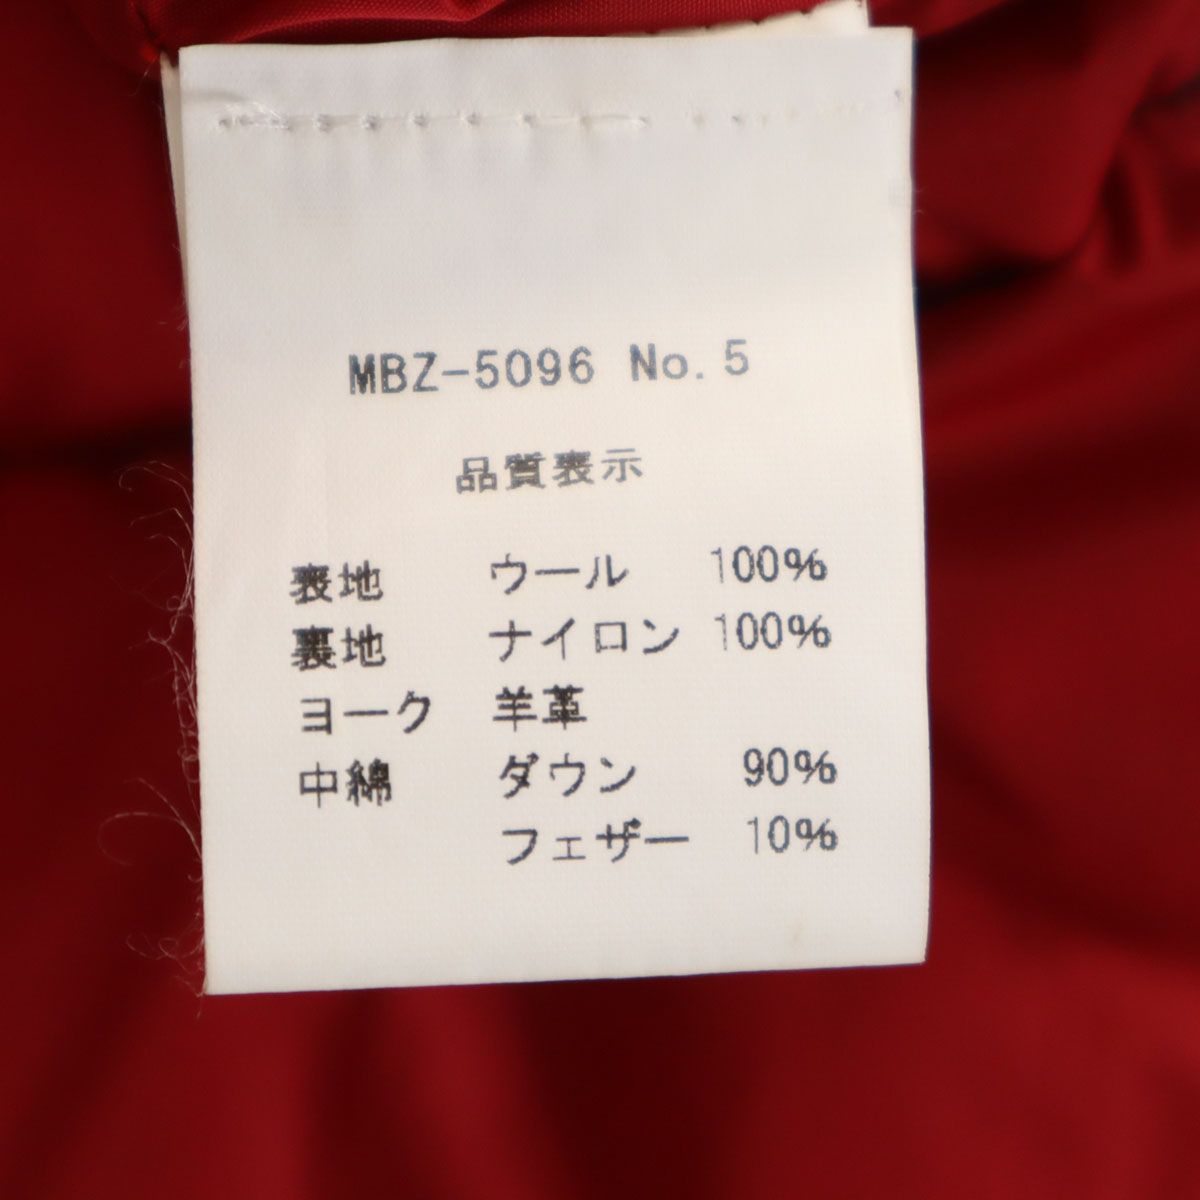 MBZ-5096 No.5
品質表示
表地 ウール 100%
裏地 ナイロン 100%
ヨーク 羊革
中綿 ダウン 90%
フェザー 10%